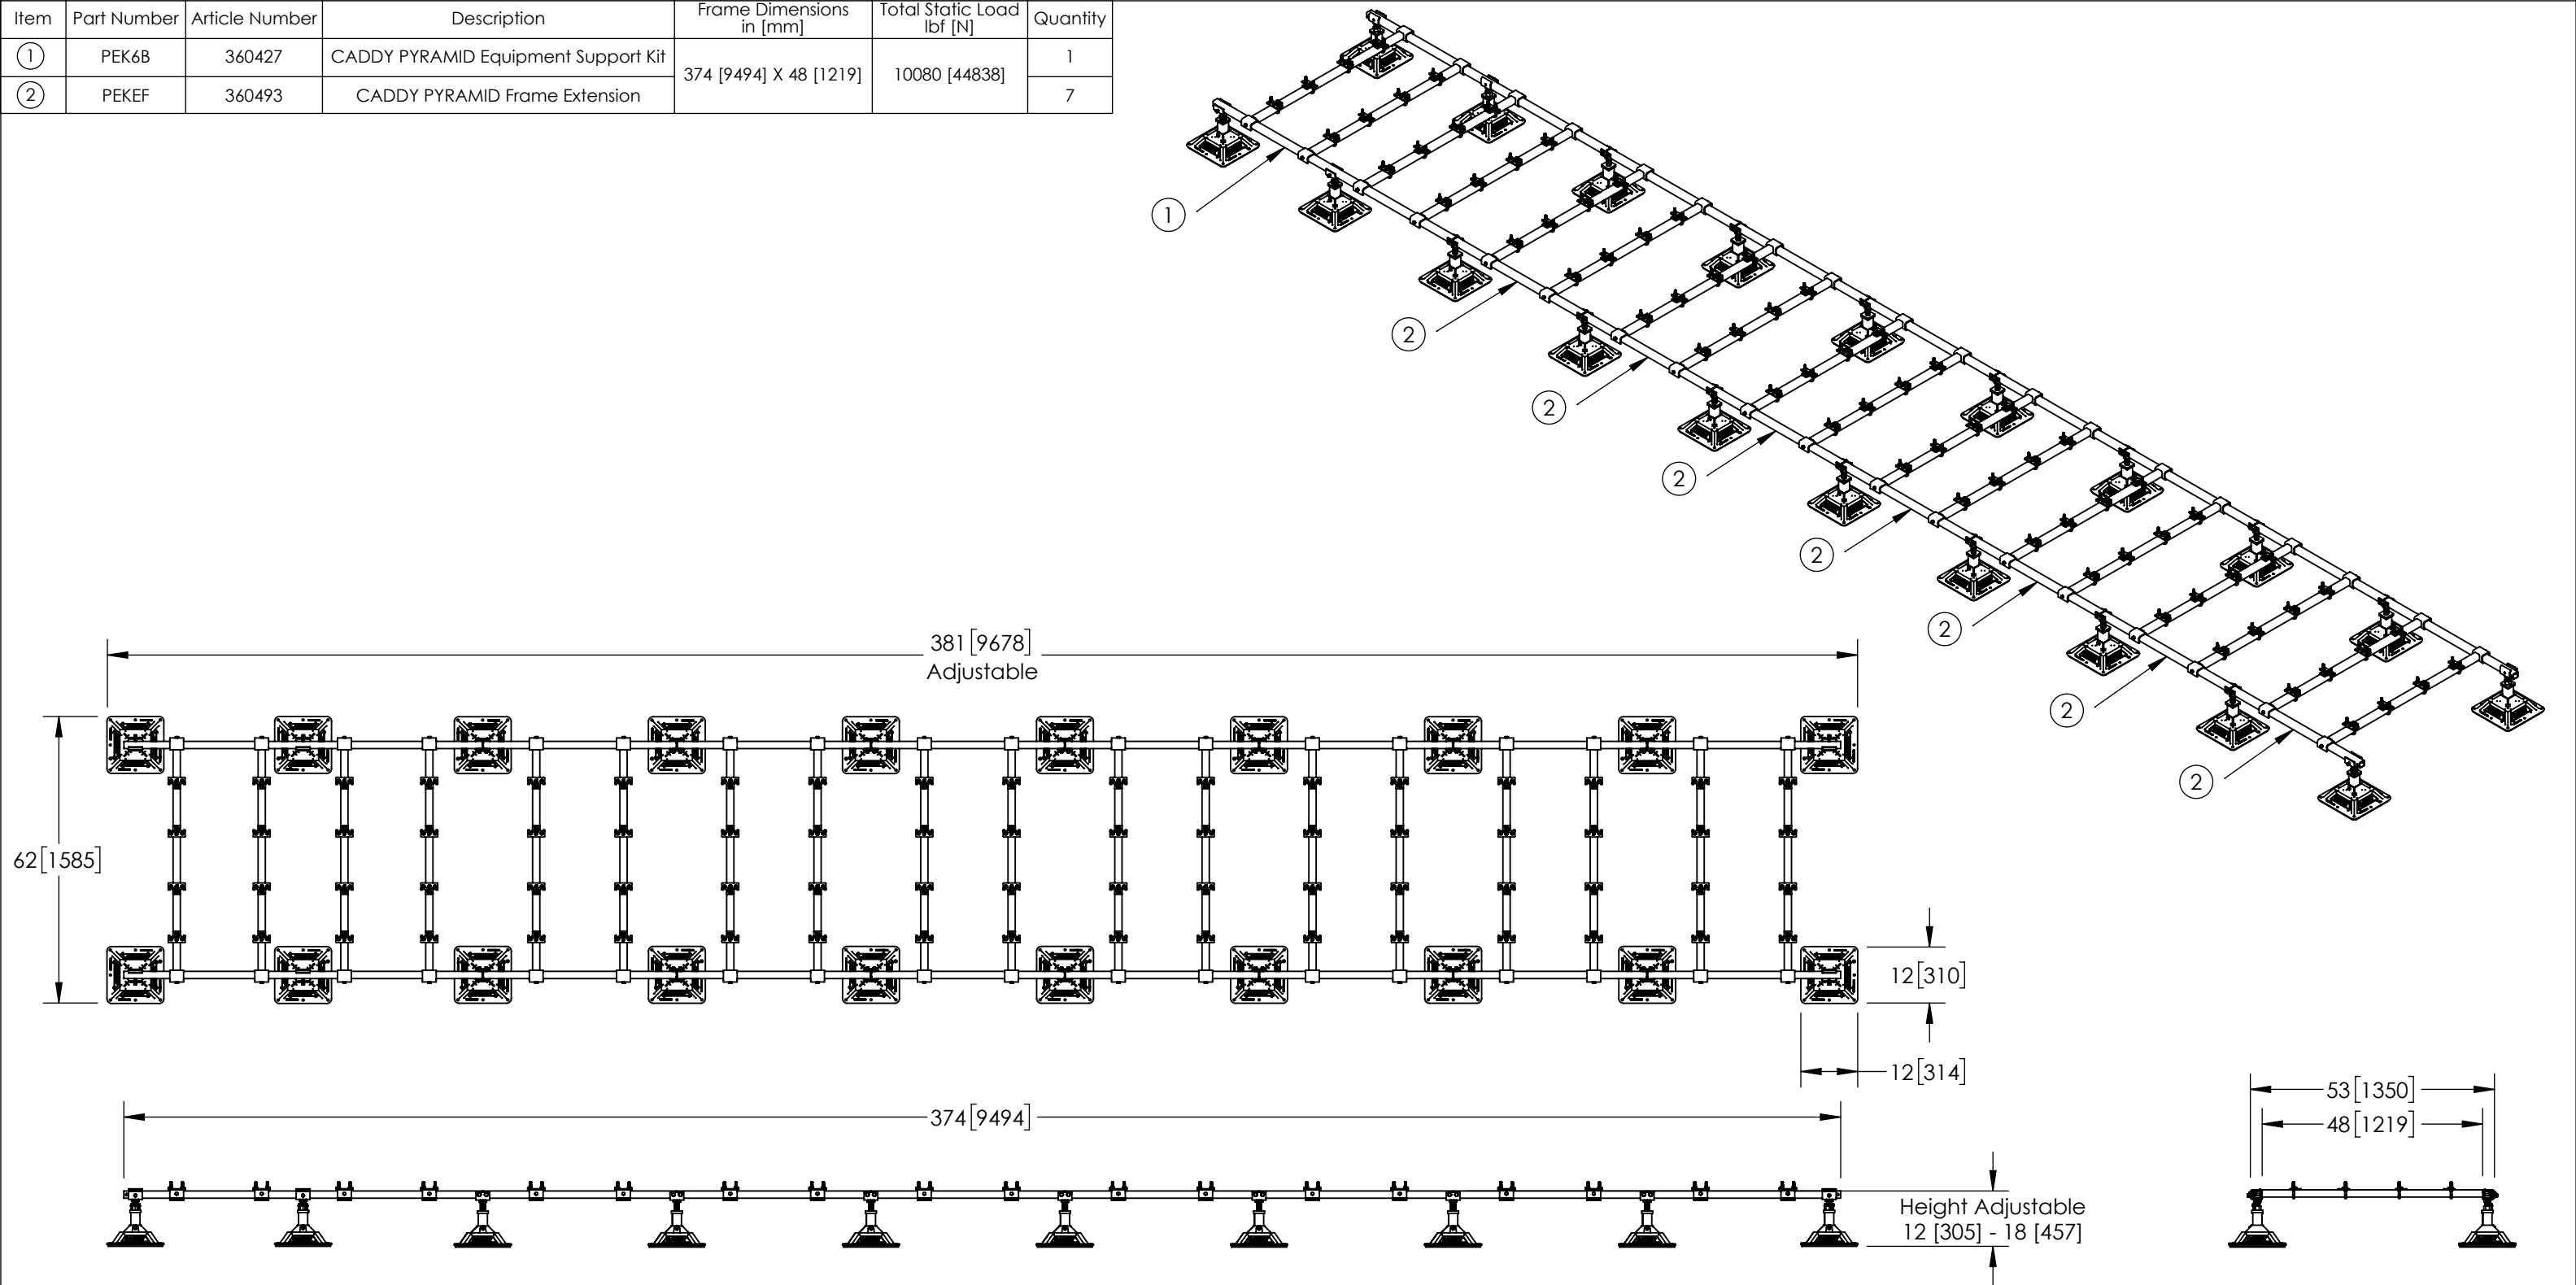 Item Part Number Article Number Description Frame Dimensions in [mm] Total Static Load lbf [N] Quantity
1 PEK6B 360427 CADDY PYRAMID Equipment Support Kit 374 [9494] X 48 [1219] 10080 [44838] 1
2 PEKEF 360493 CADDY PYRAMID Frame Extension 7
1
2
2
2
2
2
2
2
381[9678]
Adjustable
62[1585]
12[310]
12[314]
374[9494]
53[1350]
48[1219]
Height Adjustable
12 [305] - 18 [457]